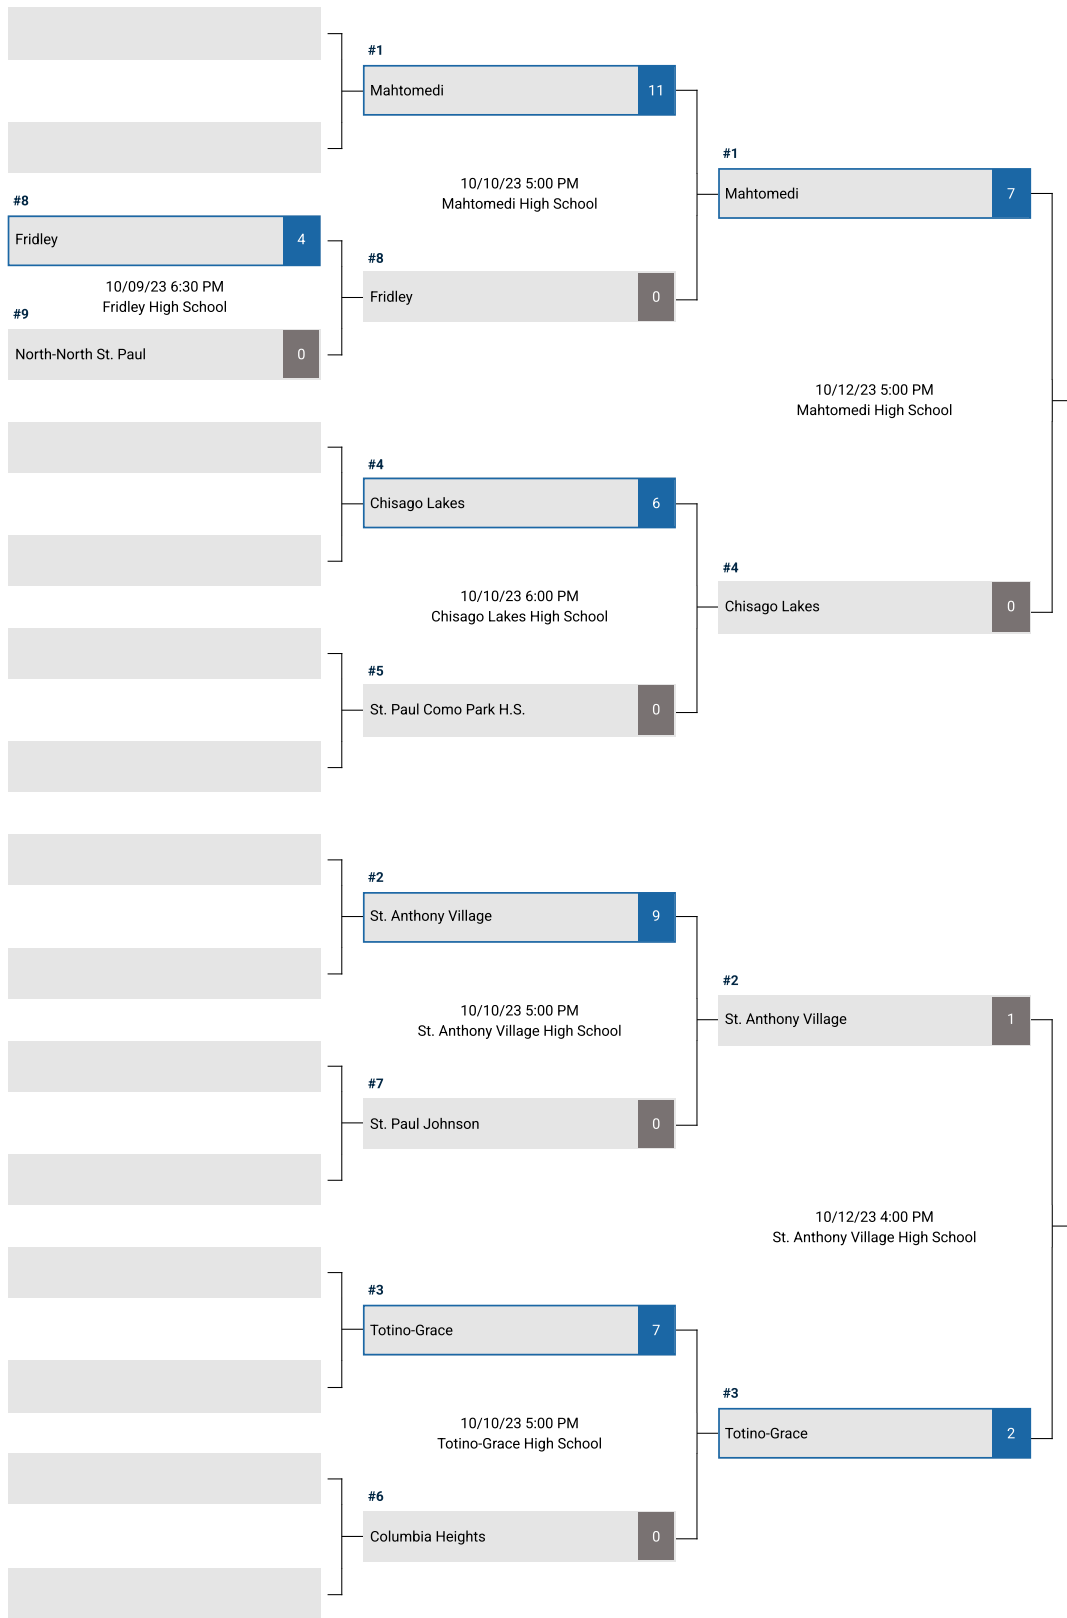 #8
Fridley 4
10/09/23 6:30 PM
Fridley High School
#9
North-North St. Paul 0
#1
Mahtomedi 11
10/10/23 5:00 PM
Mahtomedi High School
#8
Fridley 0
#4
Chisago Lakes 6
10/10/23 6:00 PM
Chisago Lakes High School
#5
St. Paul Como Park H.S. 0
#2
St. Anthony Village 9
10/10/23 5:00 PM
St. Anthony Village High School
#7
St. Paul Johnson 0
#3
Totino-Grace 7
10/10/23 5:00 PM
Totino-Grace High School
#6
Columbia Heights 0
#1
Mahtomedi 7
10/12/23 5:00 PM
Mahtomedi High School
#4
Chisago Lakes 0
#2
St. Anthony Village 1
10/12/23 4:00 PM
St. Anthony Village High School
#3
Totino-Grace 2